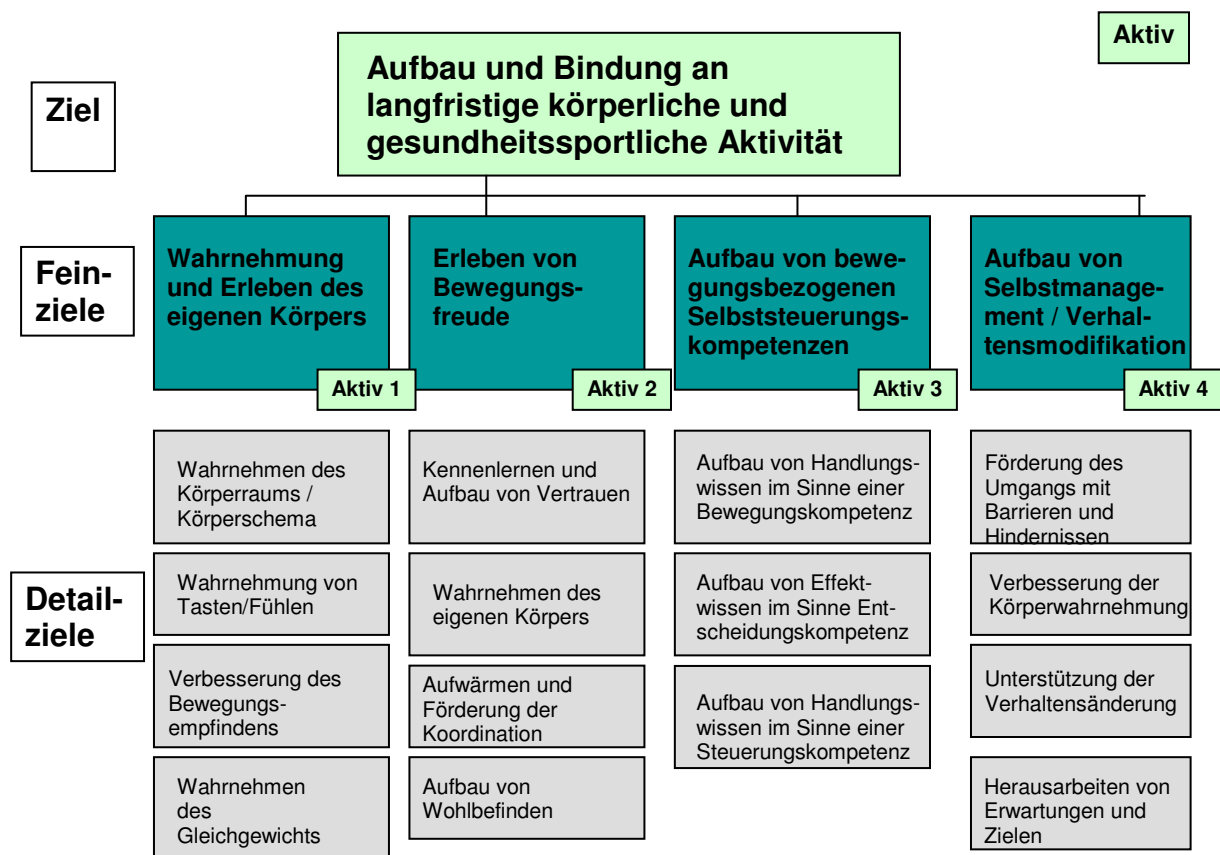 Aktiv
Ziel
Aufbau und Bindung an
langfristige körperliche und
gesundheitssportliche Aktivität
Fein-
ziele
Wahrnehmung
und Erleben des
eigenen Körpers
Aktiv 1
Erleben von
Bewegungs-
freude
Aktiv 2
Aufbau von bewe-
gungsbezogenen
Selbststeuerungs-
kompetenzen
Aktiv 3
Aufbau von
Selbstmanage-
ment / Verhal-
tensmodifikation
Aktiv 4
Detail-
ziele
Wahrnehmen des
Körperraums /
Körperschema
Wahrnehmung von
Tasten/Fühlen
Verbesserung des
Bewegungs-
empfindens
Wahrnehmen
des
Gleichgewichts
Kennenlernen und
Aufbau von Vertrauen
Wahrnehmen des
eigenen Körpers
Aufwärmen und
Förderung der
Koordination
Aufbau von
Wohlbefinden
Aufbau von Handlungs-
wissen im Sinne einer
Bewegungskompetenz
Aufbau von Effekt-
wissen im Sinne Ent-
scheidungskompetenz
Aufbau von Handlungs-
wissen im Sinne einer
Steuerungskompetenz
Förderung des
Umgangs mit
Barrieren und
Hindernissen
Verbesserung der
Körperwahrnehmung
Unterstützung der
Verhaltensänderung
Herausarbeiten von
Erwartungen und
Zielen